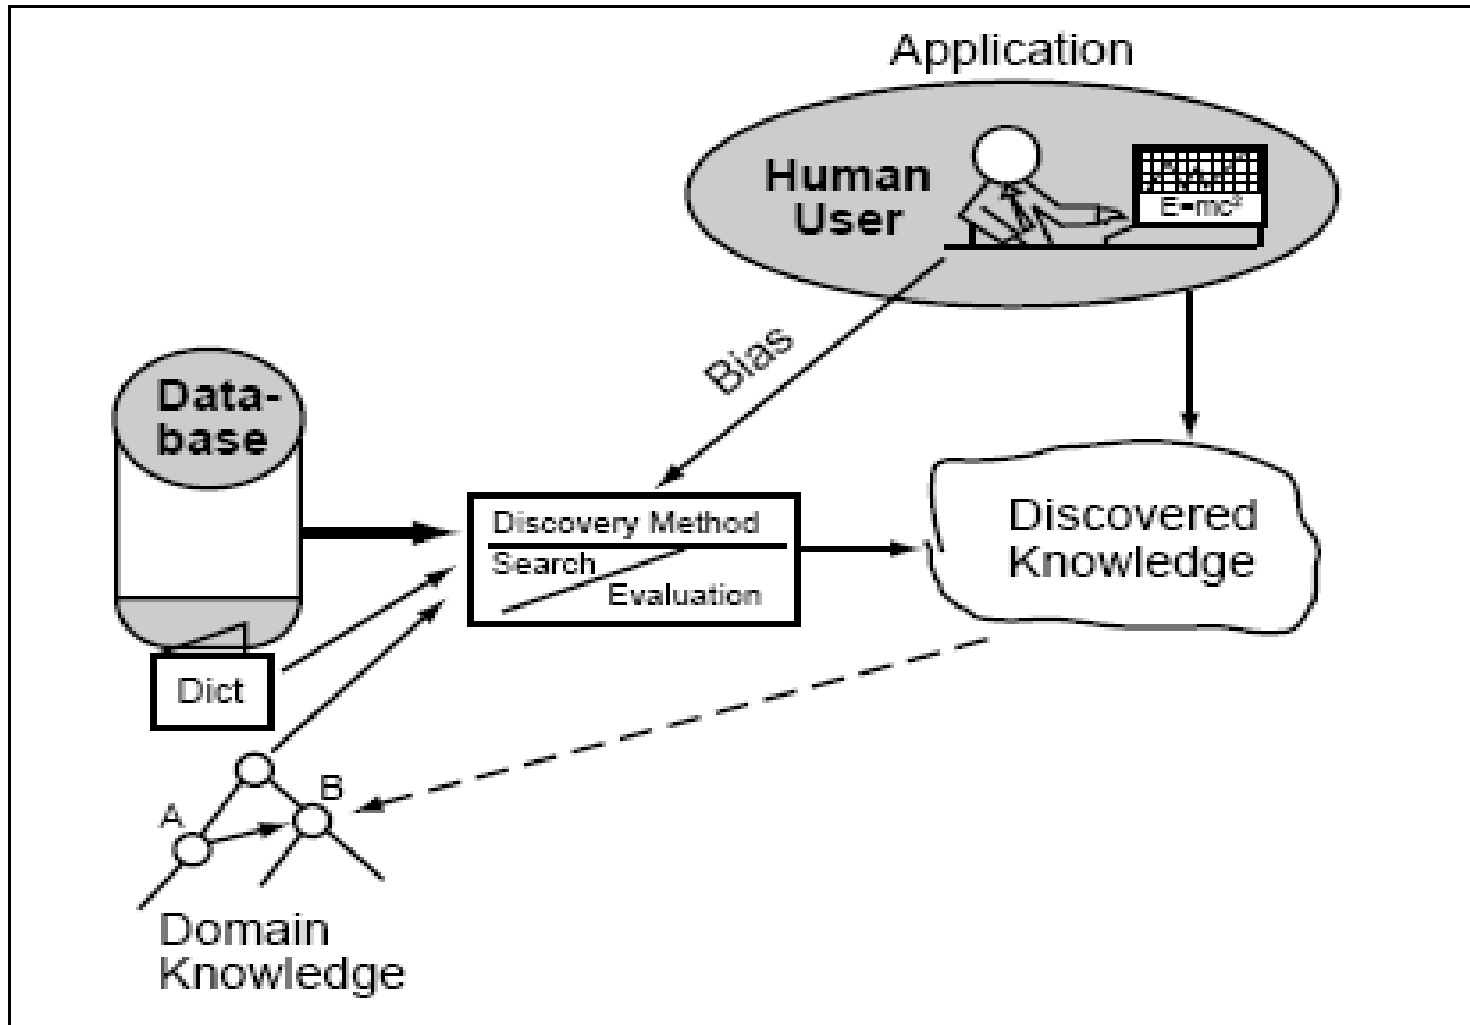 Application
Human
User
E=mc²
Bias
Data-
base
Discovery Method
Search
Evaluation
Discovered
Knowledge
Dict
A
B
Domain
Knowledge